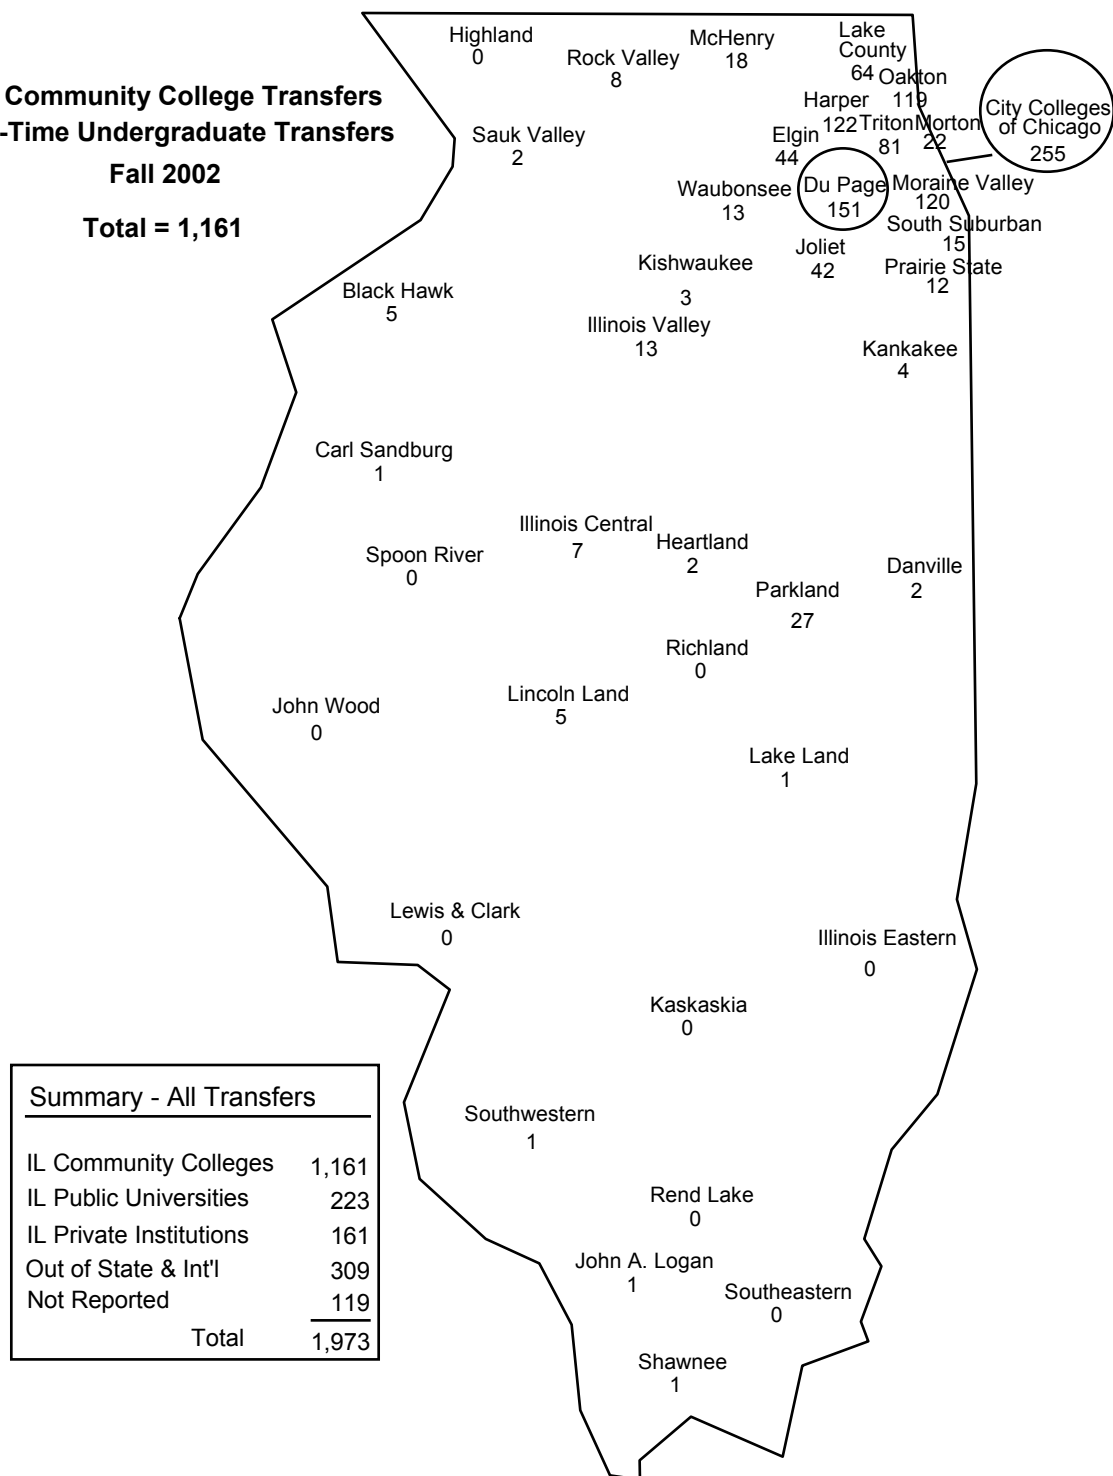 Community College Transfers
-Time Undergraduate Transfers
Fall 2002
Total = 1,161
Highland
0
Rock Valley
8
McHenry
18
Lake
County
64
Oakton
119
Harper
122
Triton
81
Morton
22
City Colleges
of Chicago
255
Elgin
44
Sauk Valley
2
Waubonsee
13
Du Page
151
Moraine Valley
120
South Suburban
15
Joliet
42
Prairie State
12
Kishwaukee
3
Black Hawk
5
Illinois Valley
13
Kankakee
4
Carl Sandburg
1
Illinois Central
7
Heartland
2
Spoon River
0
Danville
2
Parkland
27
Richland
0
Lincoln Land
5
John Wood
0
Lake Land
1
Lewis & Clark
0
Illinois Eastern
0
Kaskaskia
0
Southwestern
1
Rend Lake
0
John A. Logan
1
Southeastern
0
Shawnee
1
Summary - All Transfers
IL Community Colleges 1,161
IL Public Universities 223
IL Private Institutions 161
Out of State & Int'l 309
Not Reported 119
Total 1,973